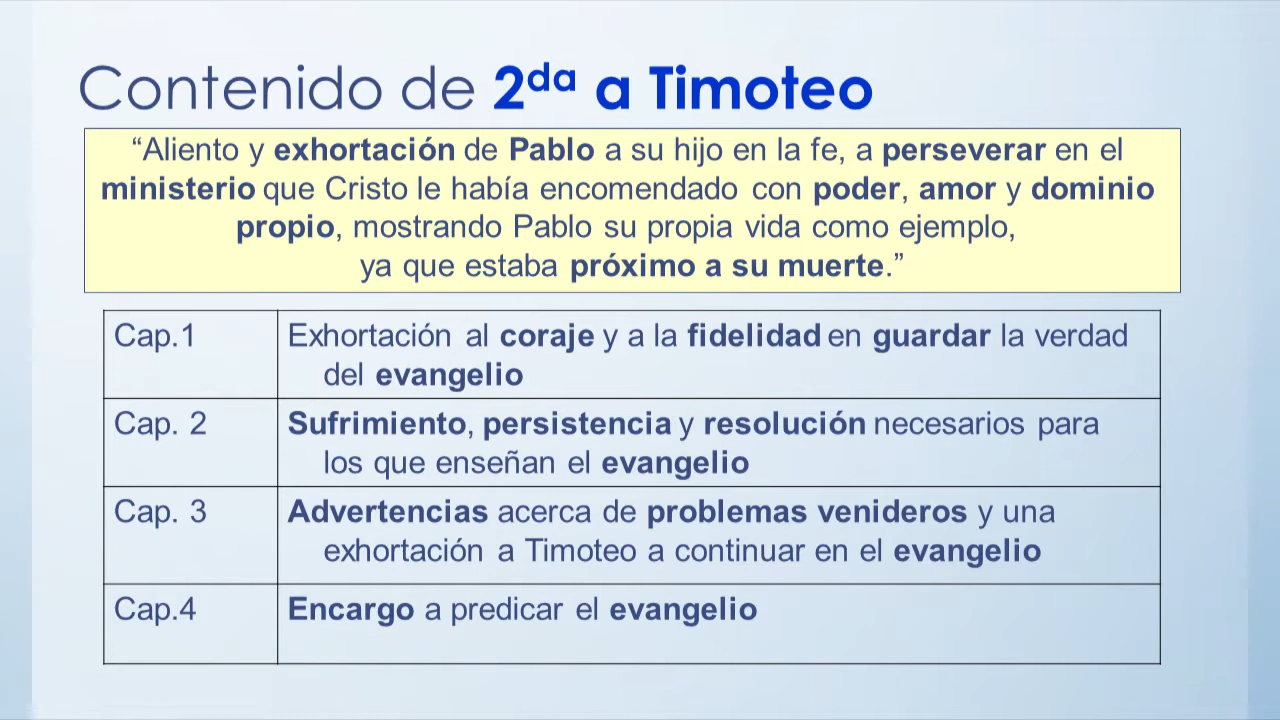 Contenido de 2da a Timoteo
“Aliento y exhortación de Pablo a su hijo en la fe, a perseverar en el
ministerio que Cristo le había encomendado con poder, amor y dominio
propio, mostrando Pablo su propia vida como ejemplo,
ya que estaba próximo a su muerte.”
Cap.1
Exhortación al coraje y a la fidelidad en guardar la verdad
del evangelio
Cap. 2
Sufrimiento, persistencia y resolución necesarios para
los que enseñan el evangelio
Cap. 3
Advertencias acerca de problemas venideros y una
exhortación a Timoteo a continuar en el evangelio
Cap.4
Encargo a predicar el evangelio